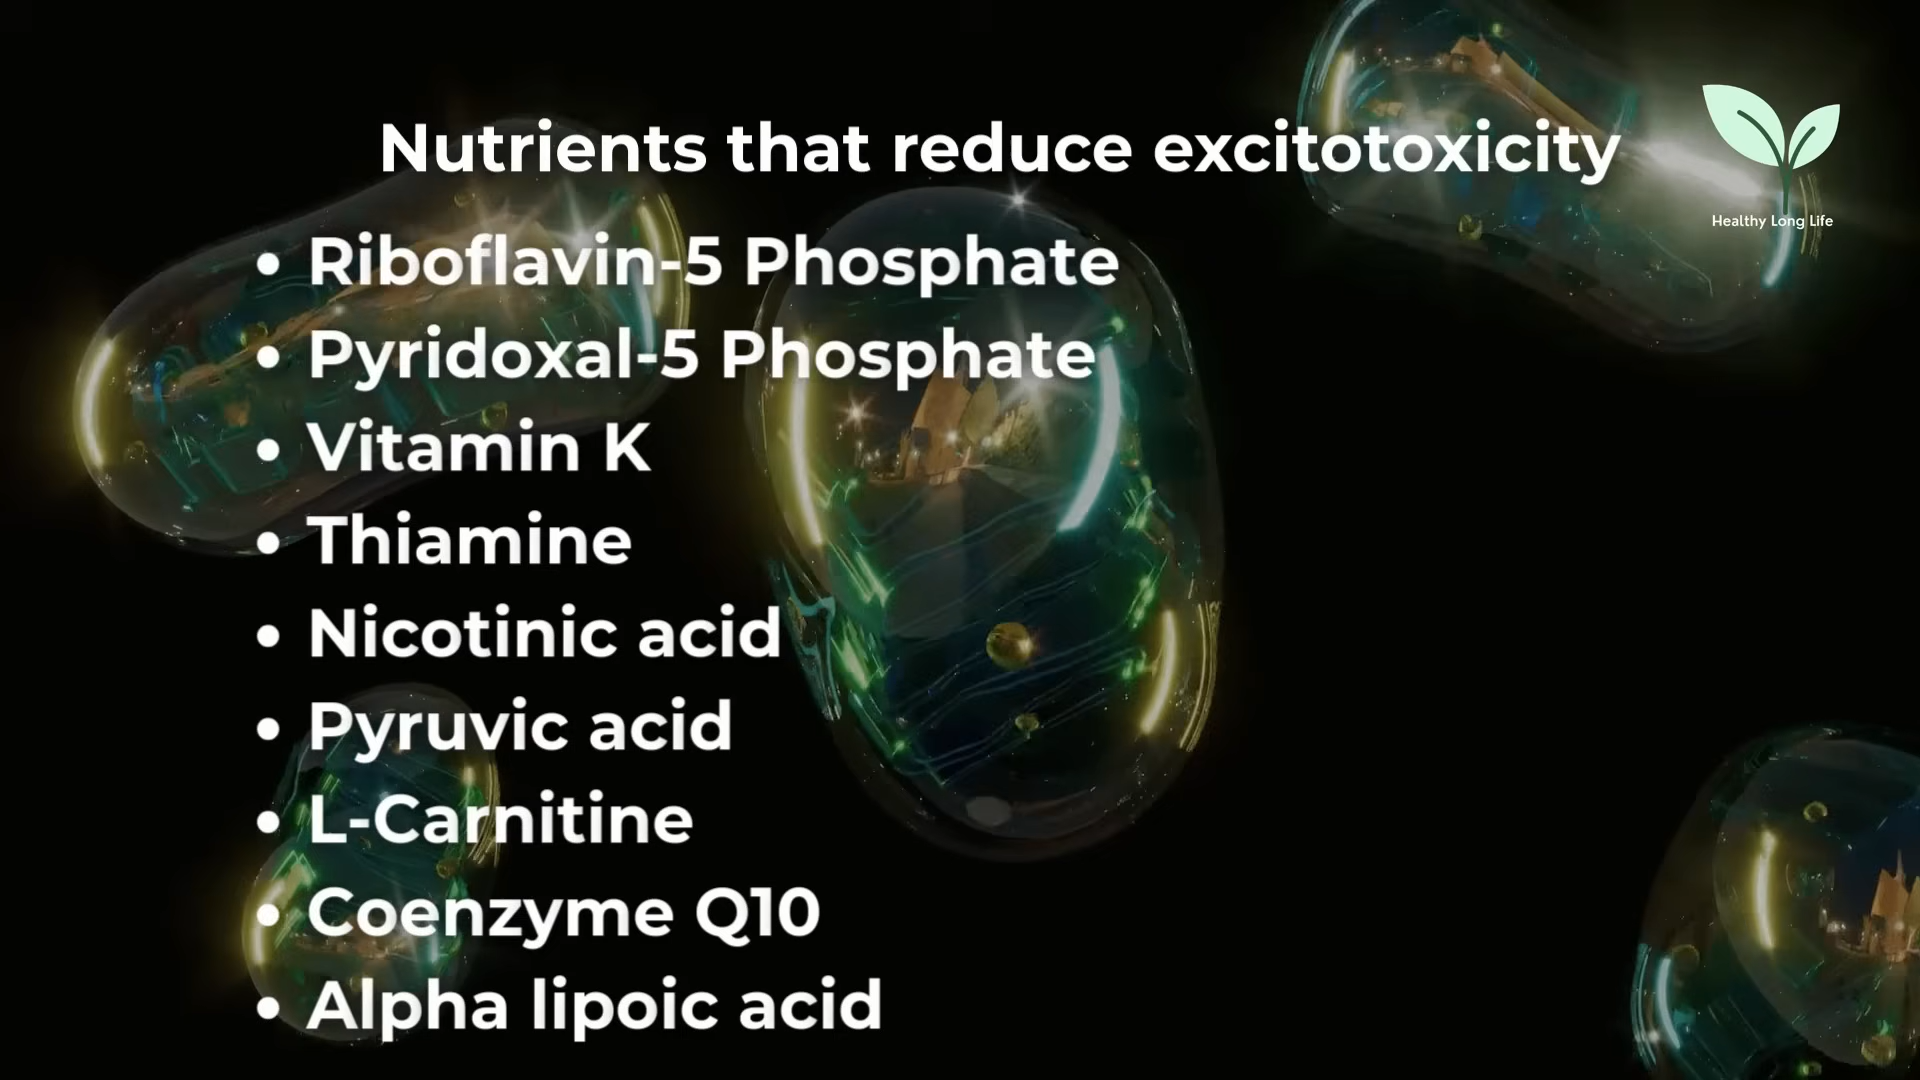 Nutrients that reduce excitotoxicity
Healthy Long Life
• Riboflavin-5 Phosphate
• Pyridoxal-5 Phosphate
• Vitamin K
• Thiamine
• Nicotinic acid
• Pyruvic acid
• L-Carnitine
• Coenzyme Q10
• Alpha lipoic acid